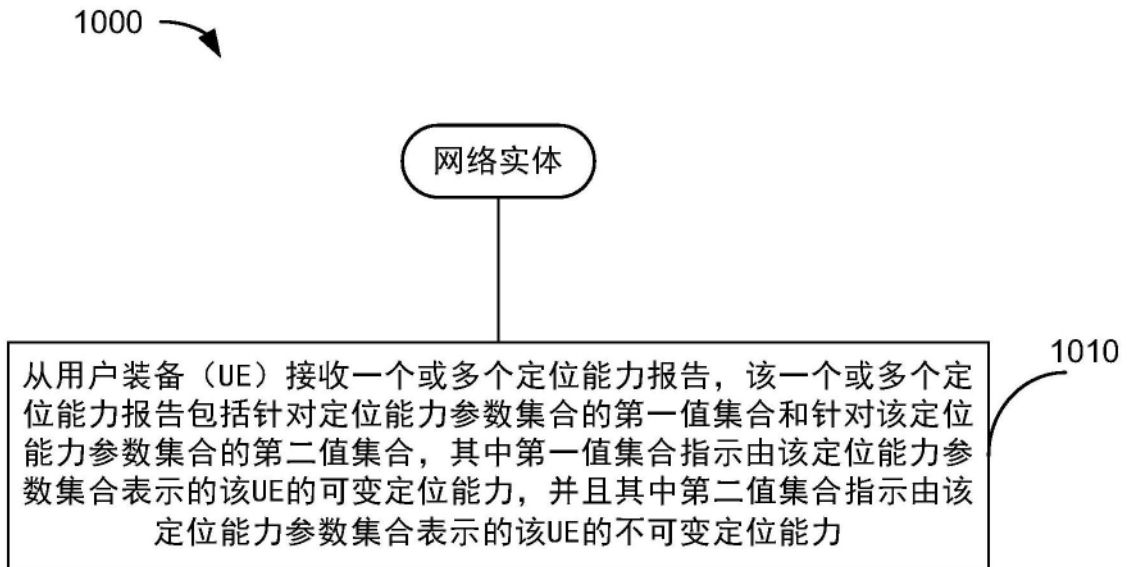 1000
网络实体
1010
从用户装备（UE）接收一个或多个定位能力报告，该一个或多个定
位能力报告包括针对定位能力参数集合的第一值集合和针对该定位
能力参数集合的第二值集合，其中第一值集合指示由该定位能力参
数集合表示的该UE的可变定位能力，并且其中第二值集合指示由该
定位能力参数集合表示的该UE的不可变定位能力